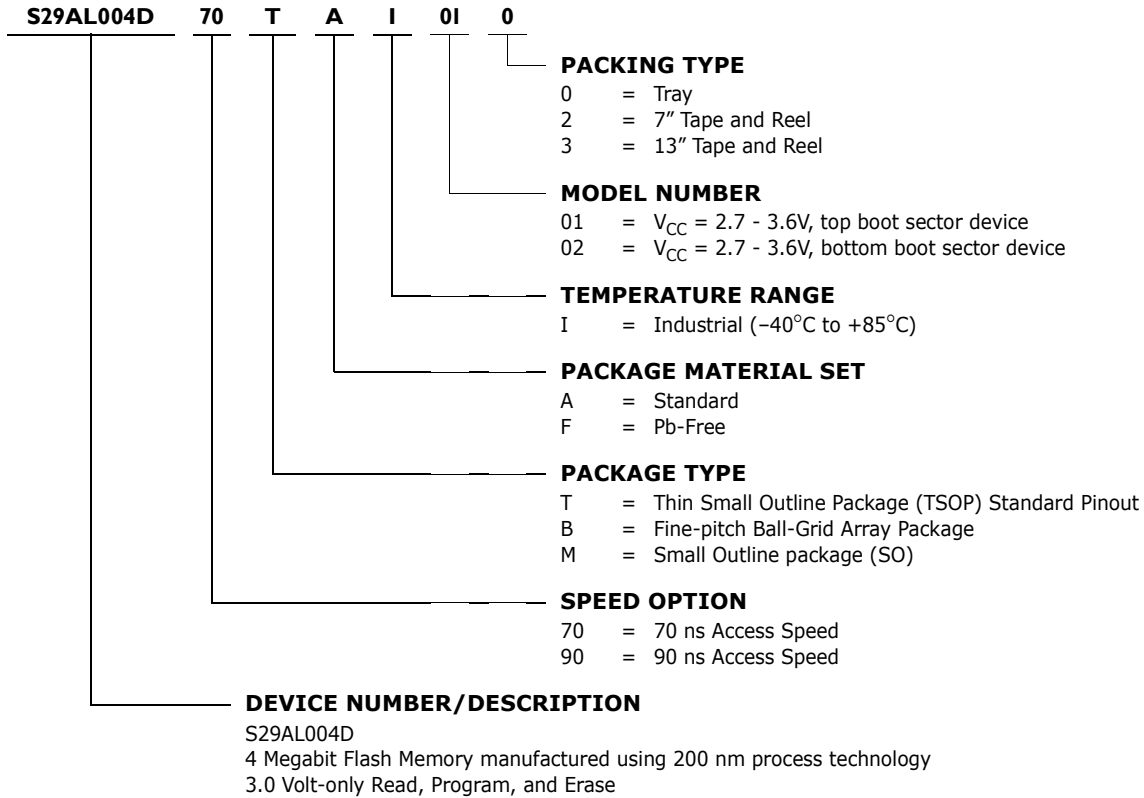 S29AL004D 70 T A I 01 0
PACKING TYPE
0 = Tray
2 = 7” Tape and Reel
3 = 13” Tape and Reel
MODEL NUMBER
01 = VCC = 2.7 - 3.6V, top boot sector device
02 = VCC = 2.7 - 3.6V, bottom boot sector device
TEMPERATURE RANGE
I = Industrial (–40°C to +85°C)
PACKAGE MATERIAL SET
A = Standard
F = Pb-Free
PACKAGE TYPE
T = Thin Small Outline Package (TSOP) Standard Pinout
B = Fine-pitch Ball-Grid Array Package
M = Small Outline package (SO)
SPEED OPTION
70 = 70 ns Access Speed
90 = 90 ns Access Speed
DEVICE NUMBER/DESCRIPTION
S29AL004D
4 Megabit Flash Memory manufactured using 200 nm process technology
3.0 Volt-only Read, Program, and Erase